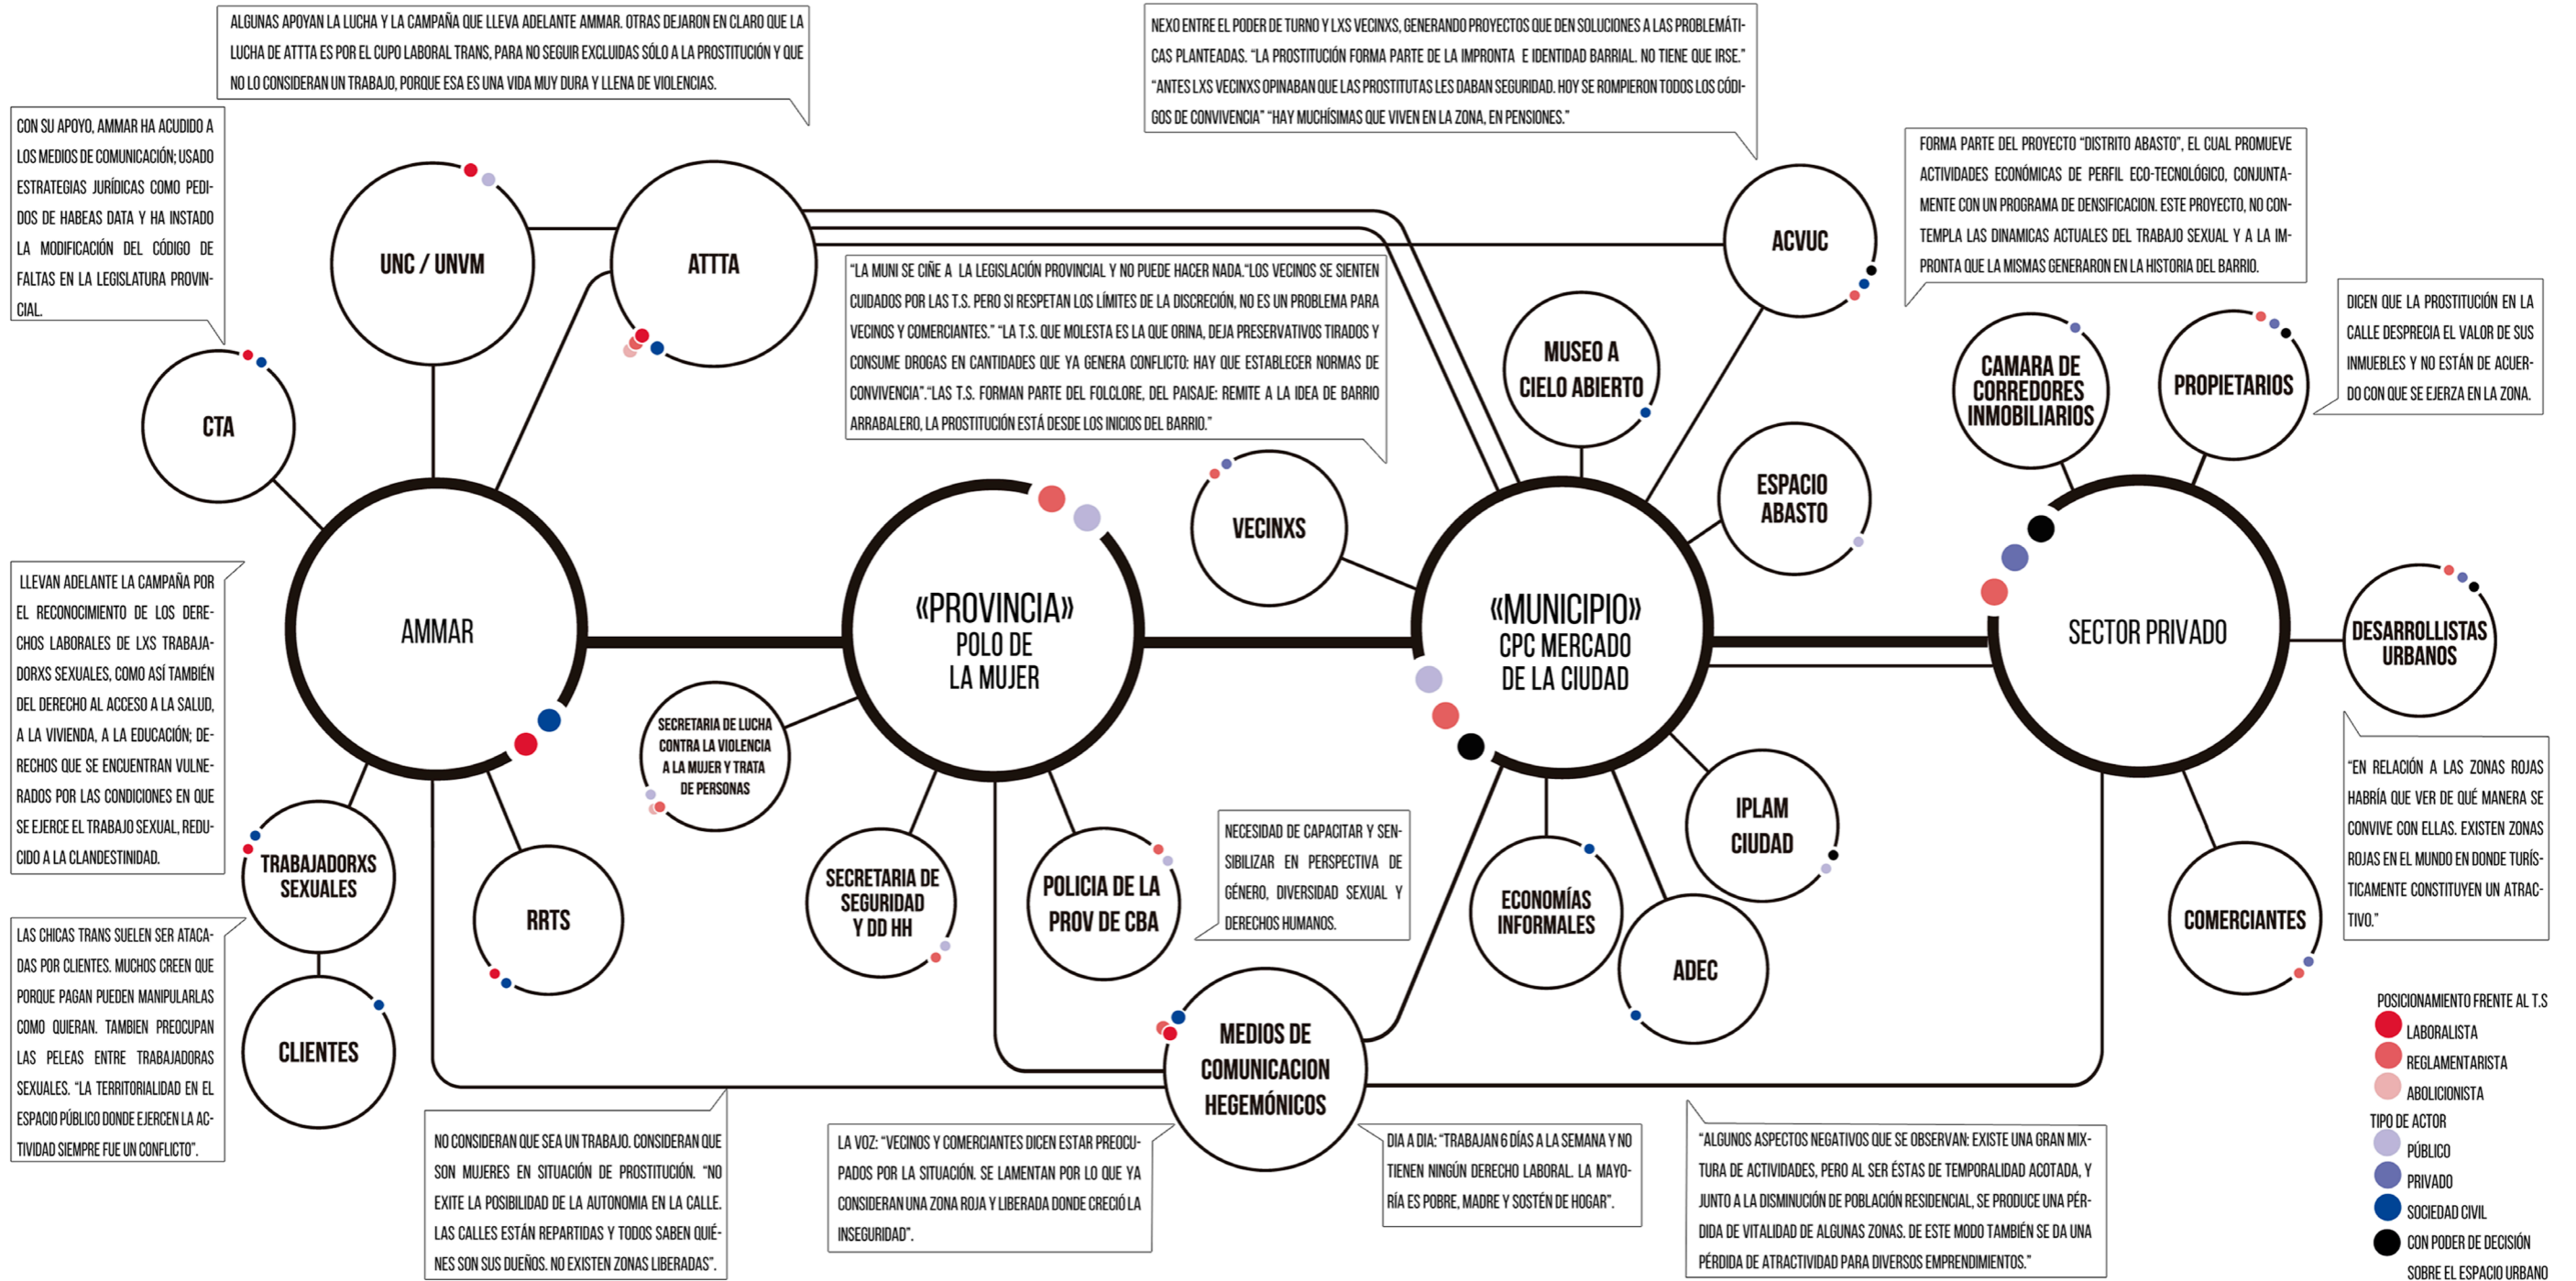 ALGUNAS APOYAN LA LUCHA Y LA CAMPAÑA QUE LLEVA ADELANTE AMMAR. OTRAS DEJARON EN CLARO QUE LA
LUCHA DE ATTTA ES POR EL CUPO LABORAL TRANS, PARA NO SEGUIR EXCLUIDAS SÓLO A LA PROSTITUCIÓN Y QUE
NO LO CONSIDERAN UN TRABAJO, PORQUE ESA ES UNA VIDA MUY DURA Y LLENA DE VIOLENCIAS.
NEXO ENTRE EL PODER DE TURNO Y LXS VECINXS, GENERANDO PROYECTOS QUE DEN SOLUCIONES A LAS PROBLEMÁTI-
CAS PLANTEADAS. “LA PROSTITUCIÓN FORMA PARTE DE LA IMPRONTA E IDENTIDAD BARRIAL. NO TIENE QUE IRSE.”
“ANTES LXS VECINXS OPINABAN QUE LAS PROSTITUTAS LES DABAN SEGURIDAD. HOY SE ROMPIERON TODOS LOS CÓDI-
GOS DE CONVIVENCIA” “HAY MUCHÍSIMAS QUE VIVEN EN LA ZONA, EN PENSIONES.”
CON SU APOYO, AMMAR HA ACUDIDO A
LOS MEDIOS DE COMUNICACIÓN; USADO
ESTRATEGIAS JURÍDICAS COMO PEDI-
DOS DE HABEAS DATA Y HA INSTADO
LA MODIFICACIÓN DEL CÓDIGO DE
FALTAS EN LA LEGISLATURA PROVIN-
CIAL.
FORMA PARTE DEL PROYECTO “DISTRITO ABASTO”, EL CUAL PROMUEVE
ACTIVIDADES ECONÓMICAS DE PERFIL ECO-TECNOLÓGICO, CONJUNTA-
MENTE CON UN PROGRAMA DE DENSIFICACION. ESTE PROYECTO, NO CON-
TEMPLA LAS DINAMICAS ACTUALES DEL TRABAJO SEXUAL Y A LA IM-
PRONTA QUE LA MISMAS GENERARON EN LA HISTORIA DEL BARRIO.
UNC / UNVM
ATTTA
ACVUC
“LA MUNI SE CIÑE A LA LEGISLACIÓN PROVINCIAL Y NO PUEDE HACER NADA.“LOS VECINOS SE SIENTEN
CUIDADOS POR LAS T.S. PERO SI RESPETAN LOS LÍMITES DE LA DISCRECIÓN, NO ES UN PROBLEMA PARA
VECINOS Y COMERCIANTES.” “LA T.S. QUE MOLESTA ES LA QUE ORINA, DEJA PRESERVATIVOS TIRADOS Y
CONSUME DROGAS EN CANTIDADES QUE YA GENERA CONFLICTO: HAY QUE ESTABLECER NORMAS DE
CONVIVENCIA”.“LAS T.S. FORMAN PARTE DEL FOLCLORE, DEL PAISAJE: REMITE A LA IDEA DE BARRIO
ARRABALERO, LA PROSTITUCIÓN ESTÁ DESDE LOS INICIOS DEL BARRIO.”
DICEN QUE LA PROSTITUCIÓN EN LA
CALLE DESPRECIA EL VALOR DE SUS
INMUEBLES Y NO ESTÁN DE ACUER-
DO CON QUE SE EJERZA EN LA ZONA.
MUSEO A
CIELO ABIERTO
CAMARA DE
CORREDORES
INMOBILIARIOS
PROPIETARIOS
CTA
VECINXS
ESPACIO
ABASTO
AMMAR
«PROVINCIA»
POLO DE
LA MUJER
«MUNICIPIO»
CPC MERCADO
DE LA CIUDAD
SECTOR PRIVADO
DESARROLLISTAS
URBANOS
LLEVAN ADELANTE LA CAMPAÑA POR
EL RECONOCIMIENTO DE LOS DERE-
CHOS LABORALES DE LXS TRABAJA-
DORXS SEXUALES, COMO ASÍ TAMBIÉN
DEL DERECHO AL ACCESO A LA SALUD,
A LA VIVIENDA, A LA EDUCACIÓN; DE-
RECHOS QUE SE ENCUENTRAN VULNE-
RADOS POR LAS CONDICIONES EN QUE
SE EJERCE EL TRABAJO SEXUAL, REDU-
CIDO A LA CLANDESTINIDAD.
SECRETARIA DE LUCHA
CONTRA LA VIOLENCIA
A LA MUJER Y TRATA
DE PERSONAS
“EN RELACIÓN A LAS ZONAS ROJAS
HABRÍA QUE VER DE QUÉ MANERA SE
CONVIVE CON ELLAS. EXISTEN ZONAS
ROJAS EN EL MUNDO EN DONDE TURÍS-
TICAMENTE CONSTITUYEN UN ATRAC-
TIVO.”
TRABAJADORXS
SEXUALES
RRTS
SECRETARIA DE
SEGURIDAD
Y DD HH
POLICIA DE LA
PROV DE CBA
NECESIDAD DE CAPACITAR Y SEN-
SIBILIZAR EN PERSPECTIVA DE
GÉNERO, DIVERSIDAD SEXUAL Y
DERECHOS HUMANOS.
IPLAM
CIUDAD
ECONOMÍAS
INFORMALES
ADEC
COMERCIANTES
LAS CHICAS TRANS SUELEN SER ATACA-
DAS POR CLIENTES. MUCHOS CREEN QUE
PORQUE PAGAN PUEDEN MANIPULARLAS
COMO QUIERAN. TAMBIEN PREOCUPAN
LAS PELEAS ENTRE TRABAJADORAS
SEXUALES. “LA TERRITORIALIDAD EN EL
ESPACIO PÚBLICO DONDE EJERCEN LA AC-
TIVIDAD SIEMPRE FUE UN CONFLICTO”.
CLIENTES
MEDIOS DE
COMUNICACION
HEGEMÓNICOS
NO CONSIDERAN QUE SEA UN TRABAJO. CONSIDERAN QUE
SON MUJERES EN SITUACIÓN DE PROSTITUCIÓN. “NO
EXITE LA POSIBILIDAD DE LA AUTONOMIA EN LA CALLE.
LAS CALLES ESTÁN REPARTIDAS Y TODOS SABEN QUIÉ-
NES SON SUS DUEÑOS. NO EXISTEN ZONAS LIBERADAS”.
LA VOZ: “VECINOS Y COMERCIANTES DICEN ESTAR PREOCU-
PADOS POR LA SITUACIÓN. SE LAMENTAN POR LO QUE YA
CONSIDERAN UNA ZONA ROJA Y LIBERADA DONDE CRECIÓ LA
INSEGURIDAD”.
DIA A DIA: “TRABAJAN 6 DÍAS A LA SEMANA Y NO
TIENEN NINGÚN DERECHO LABORAL. LA MAYO-
RÍA ES POBRE, MADRE Y SOSTÉN DE HOGAR”.
“ALGUNOS ASPECTOS NEGATIVOS QUE SE OBSERVAN: EXISTE UNA GRAN MIX-
TURA DE ACTIVIDADES, PERO AL SER ÉSTAS DE TEMPORALIDAD ACOTADA, Y
JUNTO A LA DISMINUCIÓN DE POBLACIÓN RESIDENCIAL, SE PRODUCE UNA PÉR-
DIDA DE VITALIDAD DE ALGUNAS ZONAS. DE ESTE MODO TAMBIÉN SE DA UNA
PÉRDIDA DE ATRACTIVIDAD PARA DIVERSOS EMPRENDIMIENTOS.”
POSICIONAMIENTO FRENTE AL T.S
LABORALISTA
REGLAMENTARISTA
ABOLICIONISTA
TIPO DE ACTOR
PÚBLICO
PRIVADO
SOCIEDAD CIVIL
CON PODER DE DECISIÓN
SOBRE EL ESPACIO URBANO